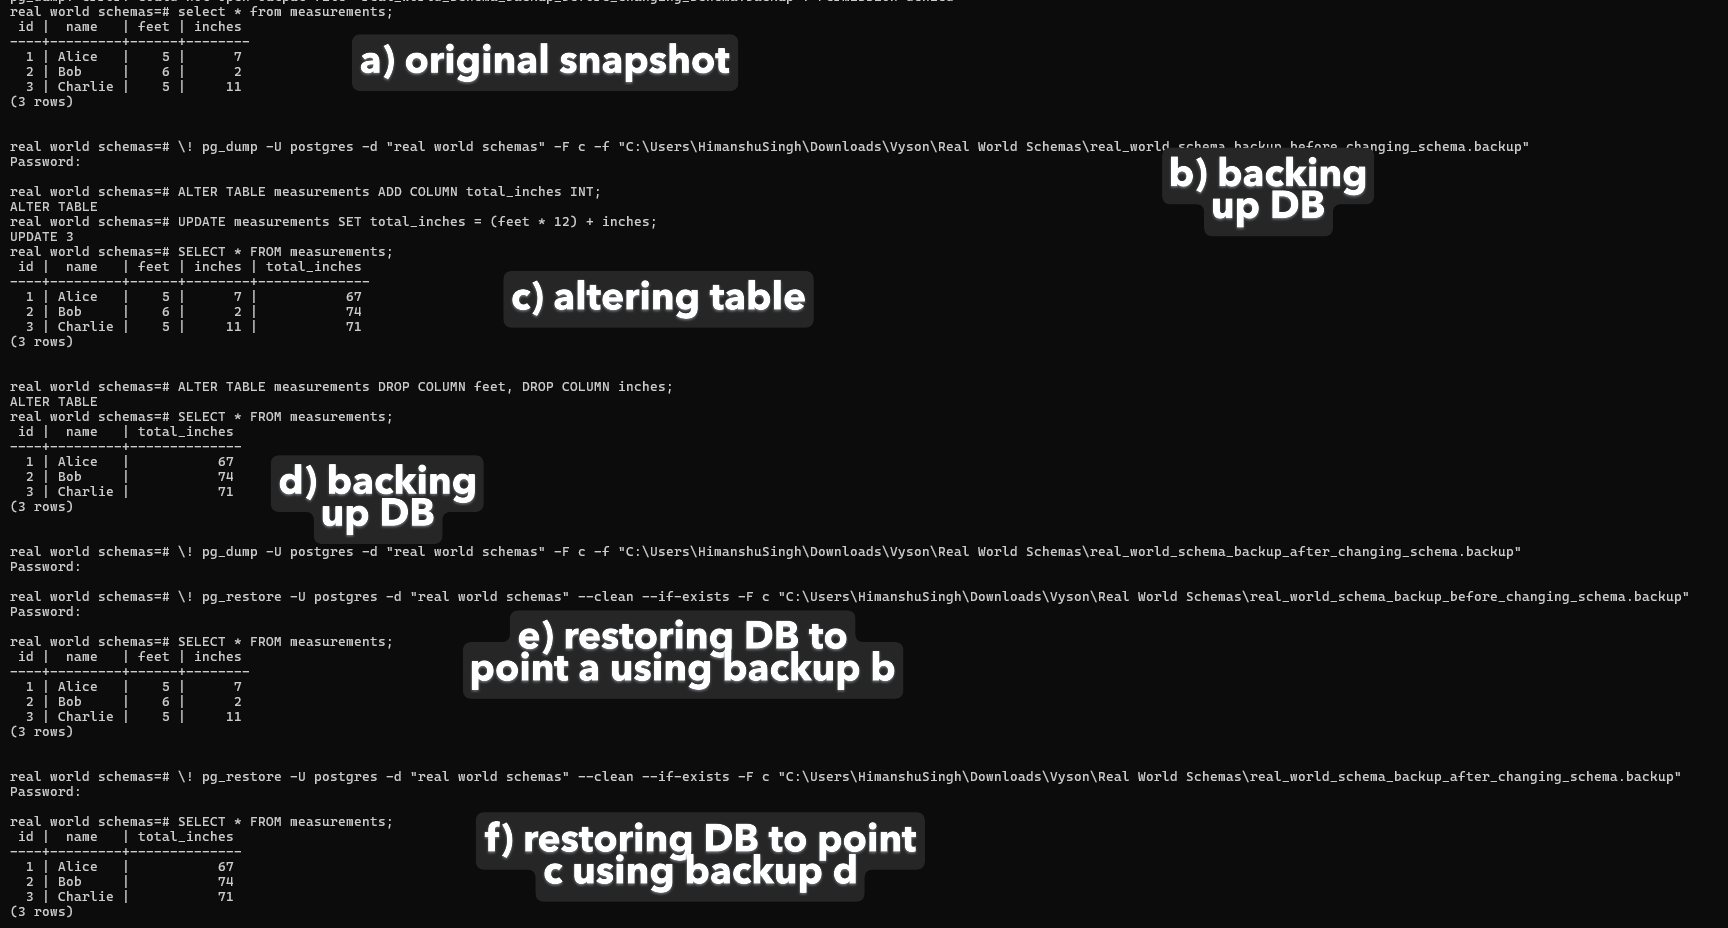 real world schemas=# select * from measurements;
 id |  name   | feet | inches
----+---------+------+--------
  1 | Alice   |    5 |      7
  2 | Bob     |    6 |      2
  3 | Charlie |    5 |     11
(3 rows)
a) original snapshot
real world schemas=# \! pg_dump -U postgres -d "real world schemas" -F c -f "C:\Users\HimanshuSingh\Downloads\Vyson\Real World Schemas\real_world_schema_backup_before_changing_schema.backup"
Password:
b) backing
up DB
real world schemas=# ALTER TABLE measurements ADD COLUMN total_inches INT;
ALTER TABLE
real world schemas=# UPDATE measurements SET total_inches = (feet * 12) + inches;
UPDATE 3
real world schemas=# SELECT * FROM measurements;
 id |  name   | feet | inches | total_inches
----+---------+------+--------+--------------
  1 | Alice   |    5 |      7 |           67
  2 | Bob     |    6 |      2 |           74
  3 | Charlie |    5 |     11 |           71
(3 rows)
c) altering table
real world schemas=# ALTER TABLE measurements DROP COLUMN feet, DROP COLUMN inches;
ALTER TABLE
real world schemas=# SELECT * FROM measurements;
 id |  name   | total_inches
----+---------+--------------
  1 | Alice   |           67
  2 | Bob     |           74
  3 | Charlie |           71
(3 rows)
d) backing
up DB
real world schemas=# \! pg_dump -U postgres -d "real world schemas" -F c -f "C:\Users\HimanshuSingh\Downloads\Vyson\Real World Schemas\real_world_schema_backup_after_changing_schema.backup"
Password:
real world schemas=# \! pg_restore -U postgres -d "real world schemas" --clean --if-exists -F c "C:\Users\HimanshuSingh\Downloads\Vyson\Real World Schemas\real_world_schema_backup_before_changing_schema.backup"
Password:
real world schemas=# SELECT * FROM measurements;
 id |  name   | feet | inches
----+---------+------+--------
  1 | Alice   |    5 |      7
  2 | Bob     |    6 |      2
  3 | Charlie |    5 |     11
(3 rows)
e) restoring DB to
point a using backup b
real world schemas=# \! pg_restore -U postgres -d "real world schemas" --clean --if-exists -F c "C:\Users\HimanshuSingh\Downloads\Vyson\Real World Schemas\real_world_schema_backup_after_changing_schema.backup"
Password:
real world schemas=# SELECT * FROM measurements;
 id |  name   | total_inches
----+---------+--------------
  1 | Alice   |           67
  2 | Bob     |           74
  3 | Charlie |           71
(3 rows)
f) restoring DB to point
c using backup d